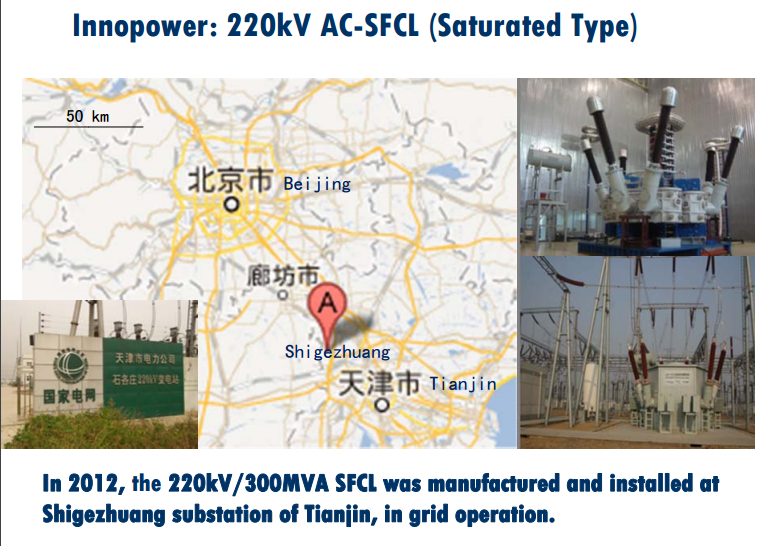 Innopower: 220kV AC-SFCL (Saturated Type)
50 km
北京市 Beijing
廊坊市
A
Shigezhuang
天津市 Tianjin
天津市电力公司
石各庄220kV变电站
国家电网
In 2012, the 220kV/300MVA SFCL was manufactured and installed at
Shigezhuang substation of Tianjin, in grid operation.